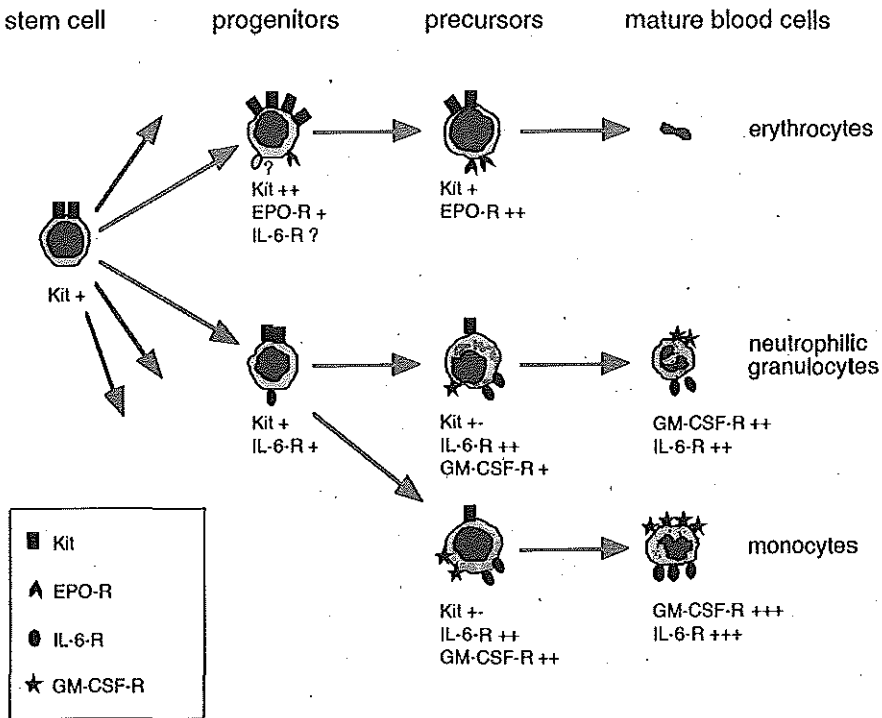 stem cell
progenitors
precursors
mature blood cells
?
Kit ++
EPO-R +
IL-6-R ?
Kit +
EPO-R ++
erythrocytes
Kit +
Kit +
IL-6-R +
Kit +-
IL-6-R ++
GM-CSF-R +
GM-CSF-R ++
IL-6-R ++
neutrophilic
granulocytes
Kit +-
IL-6-R ++
GM-CSF-R ++
GM-CSF-R +++
IL-6-R +++
monocytes
Kit
EPO-R
IL-6-R
GM-CSF-R